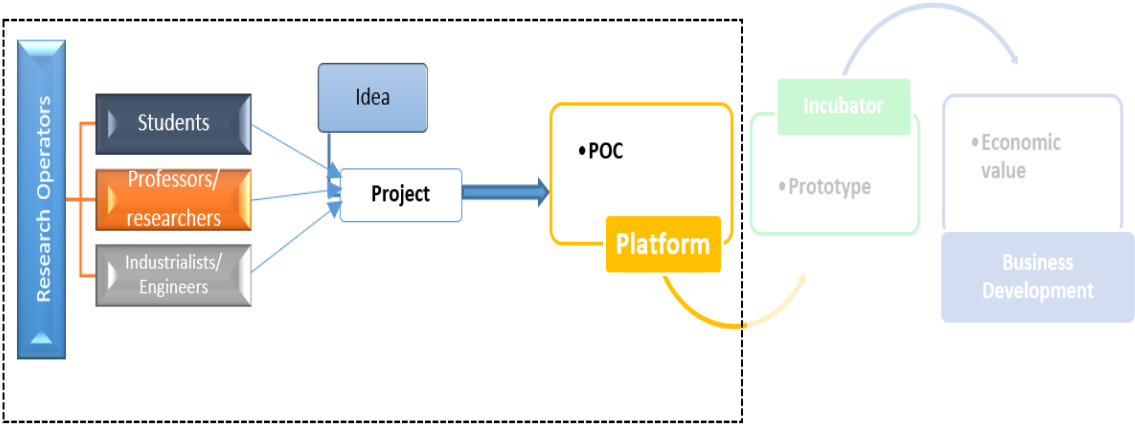 Research Operators
Students
Professors/
researchers
Industrialists/
Engineers
Idea
Project
•POC
Platform
Incubator
•Prototype
•Economic
value
Business
Development